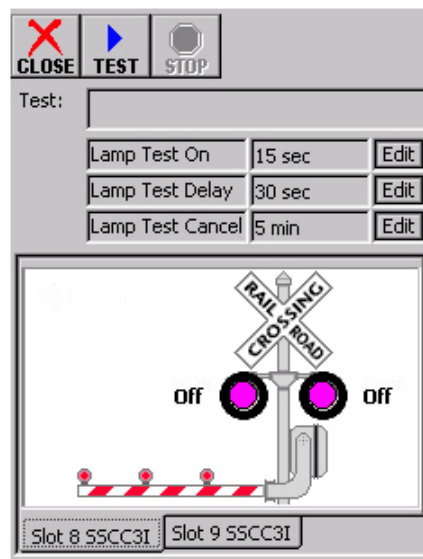 CLOSE TEST STOP
Test:
Lamp Test On 15 sec Edit
Lamp Test Delay 30 sec Edit
Lamp Test Cancel 5 min Edit
RAIL ROAD
CROSSING
Off Off
Slot 8 SSCC3I Slot 9 SSCC3I